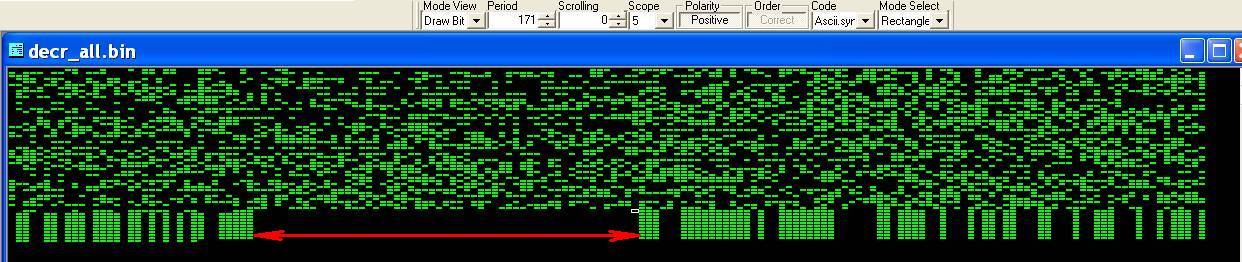 Mode View Period Scrolling Scope Polarity Order Code Mode Select
Draw Bit 171 0 5 Positive Correct Ascii.syr Rectangle
decr_all.bin